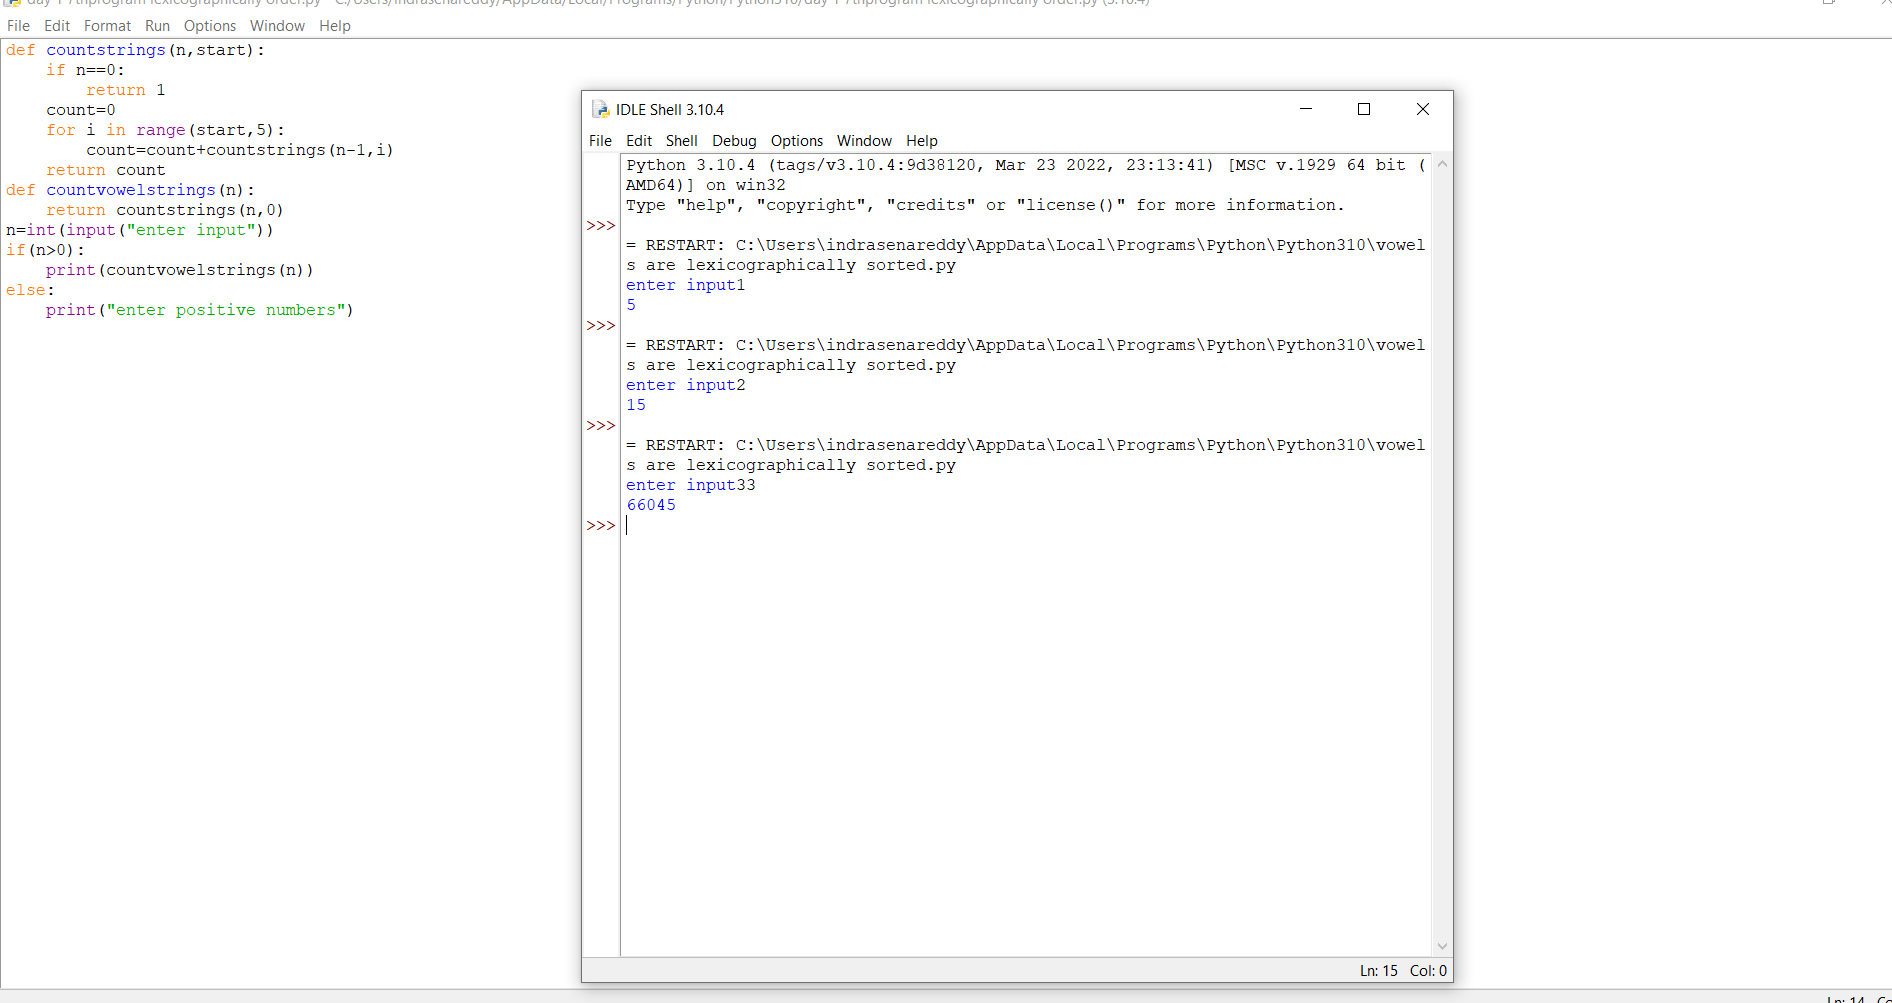 day-1 7thprogram lexicographically order.py - C:/Users/indrasenareddy/AppData/Local/Programs/Python/Python310/day-1 7thprogram lexicographically order.py (3.10.4)
File Edit Format Run Options Window Help
def countstrings(n,start):
    if n==0:
        return 1
    count=0
    for i in range(start,5):
        count=count+countstrings(n-1,i)
    return count
def countvowelstrings(n):
    return countstrings(n,0)
n=int(input("enter input"))
if(n>0):
    print(countvowelstrings(n))
else:
    print("enter positive numbers")
IDLE Shell 3.10.4
File Edit Shell Debug Options Window Help
Python 3.10.4 (tags/v3.10.4:9d38120, Mar 23 2022, 23:13:41) [MSC v.1929 64 bit (
AMD64)] on win32
Type "help", "copyright", "credits" or "license()" for more information.
>>>
= RESTART: C:\Users\indrasenareddy\AppData\Local\Programs\Python\Python310\vowel
s are lexicographically sorted.py
enter input1
5
>>>
= RESTART: C:\Users\indrasenareddy\AppData\Local\Programs\Python\Python310\vowel
s are lexicographically sorted.py
enter input2
15
>>>
= RESTART: C:\Users\indrasenareddy\AppData\Local\Programs\Python\Python310\vowel
s are lexicographically sorted.py
enter input33
66045
>>>
Ln: 15 Col: 0
Ln: 14 Co